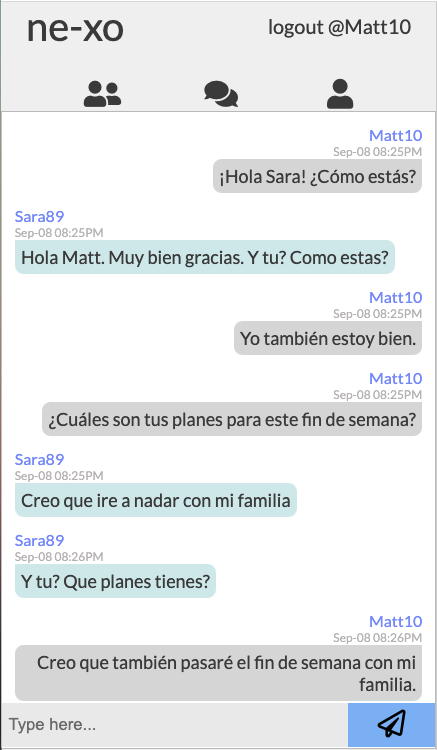 ne-xo
logout @Matt10
Matt10
Sep-08 08:25PM
¡Hola Sara! ¿Cómo estás?
Sara89
Sep-08 08:25PM
Hola Matt. Muy bien gracias. Y tu? Como estas?
Matt10
Sep-08 08:25PM
Yo también estoy bien.
Matt10
Sep-08 08:25PM
¿Cuáles son tus planes para este fin de semana?
Sara89
Sep-08 08:25PM
Creo que ire a nadar con mi familia
Sara89
Sep-08 08:26PM
Y tu? Que planes tienes?
Matt10
Sep-08 08:26PM
Creo que también pasaré el fin de semana con mi
familia.
Type here...